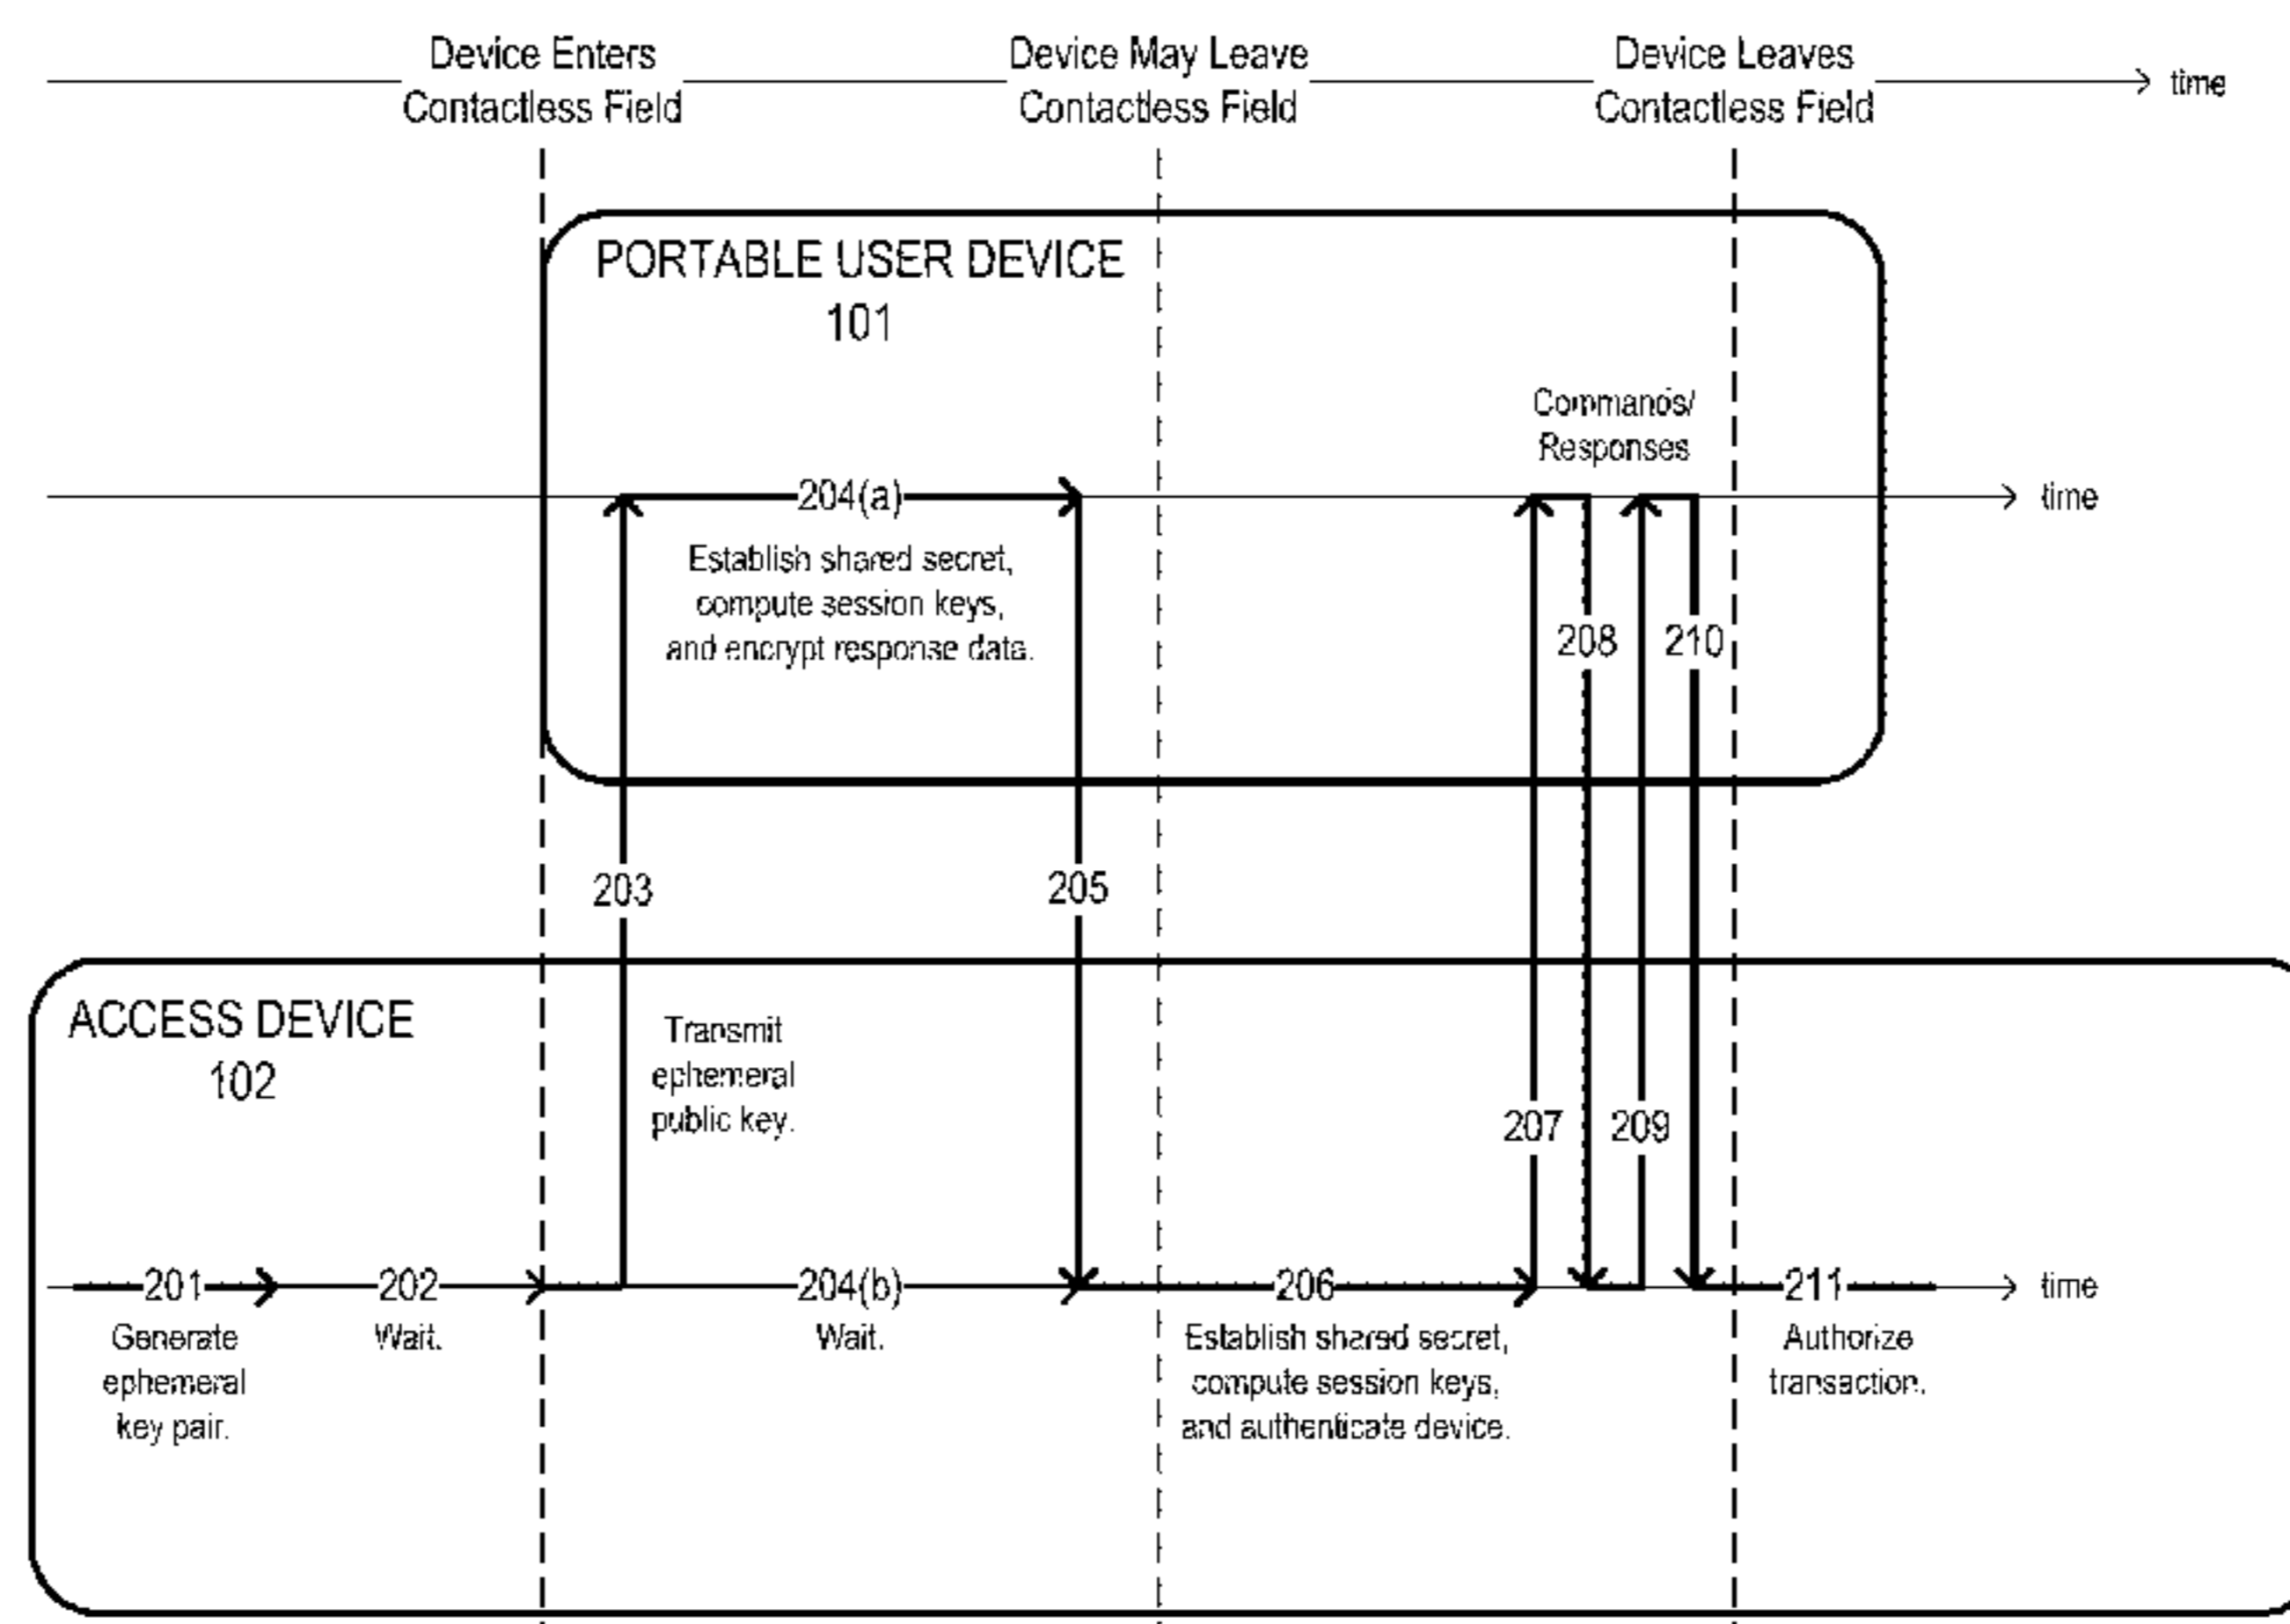 Device Enters
Contactless Field
Device May Leave
Contactless Field
Device Leaves
Contactless Field
time
PORTABLE USER DEVICE
101
Commands/
Responses
204(a)
time
Establish shared secret,
compute session keys,
and encrypt response data.
208
210
203
205
ACCESS DEVICE
102
Transmit
ephemeral
public key.
207
209
201
202
204(b)
206
211
time
Generate
ephemeral
key pair.
Wait.
Wait.
Establish shared secret,
compute session keys,
and authenticate device.
Authorize
transaction.